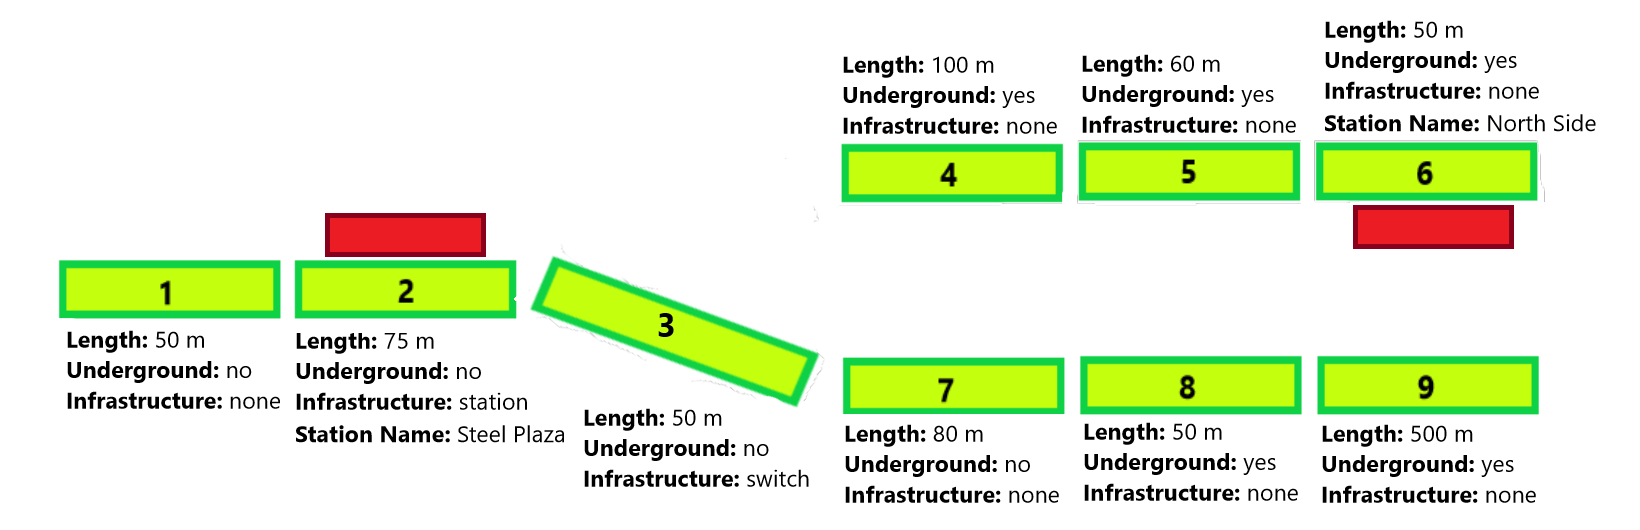 Length: 100 m
Underground: yes
Infrastructure: none
4
Length: 60 m
Underground: yes
Infrastructure: none
5
Length: 50 m
Underground: yes
Infrastructure: none
Station Name: North Side
6
1
Length: 50 m
Underground: no
Infrastructure: none
2
Length: 75 m
Underground: no
Infrastructure: station
Station Name: Steel Plaza
3
Length: 50 m
Underground: no
Infrastructure: switch
7
Length: 80 m
Underground: no
Infrastructure: none
8
Length: 50 m
Underground: yes
Infrastructure: none
9
Length: 500 m
Underground: yes
Infrastructure: none